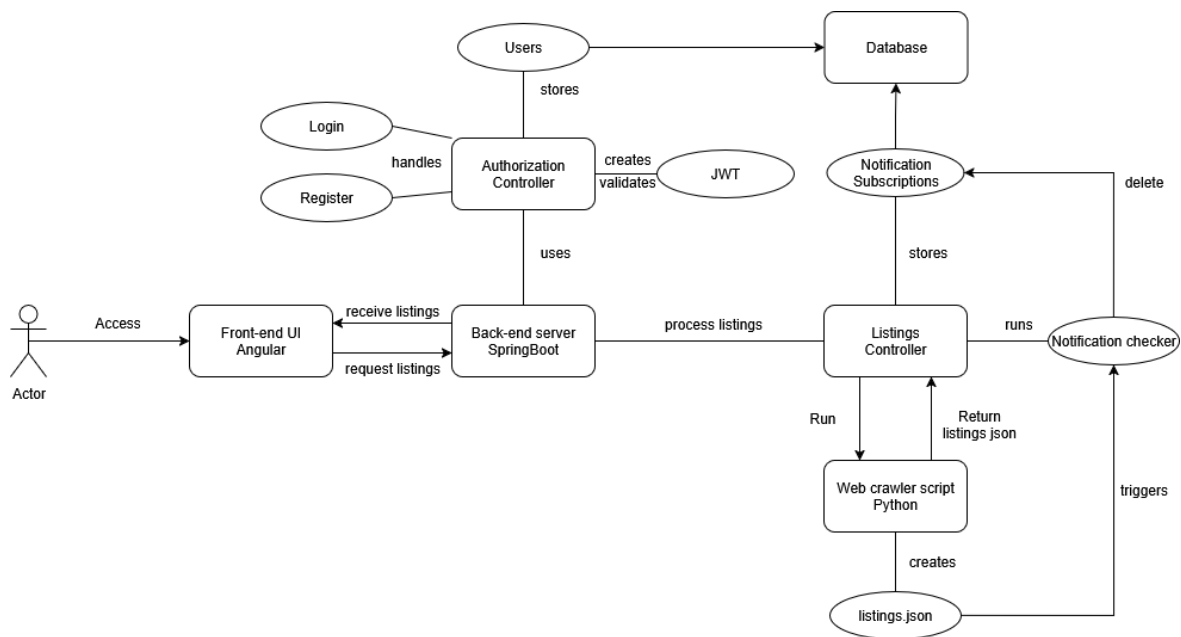 Users
Database
stores
Login
handles
Authorization
Controller
creates
validates
JWT
Notification
Subscriptions
Register
delete
uses
stores
Access
Front-end UI
Angular
receive listings
request listings
Back-end server
SpringBoot
process listings
Listings
Controller
runs
Notification checker
Actor
Run
Return
listings json
Web crawler script
Python
triggers
creates
listings.json